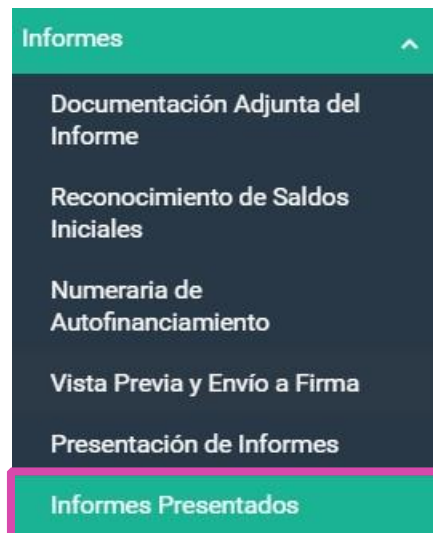 Informes
Documentación Adjunta del
Informe
Reconocimiento de Saldos
Iniciales
Numeraria de
Autofinanciamiento
Vista Previa y Envío a Firma
Presentación de Informes
Informes Presentados